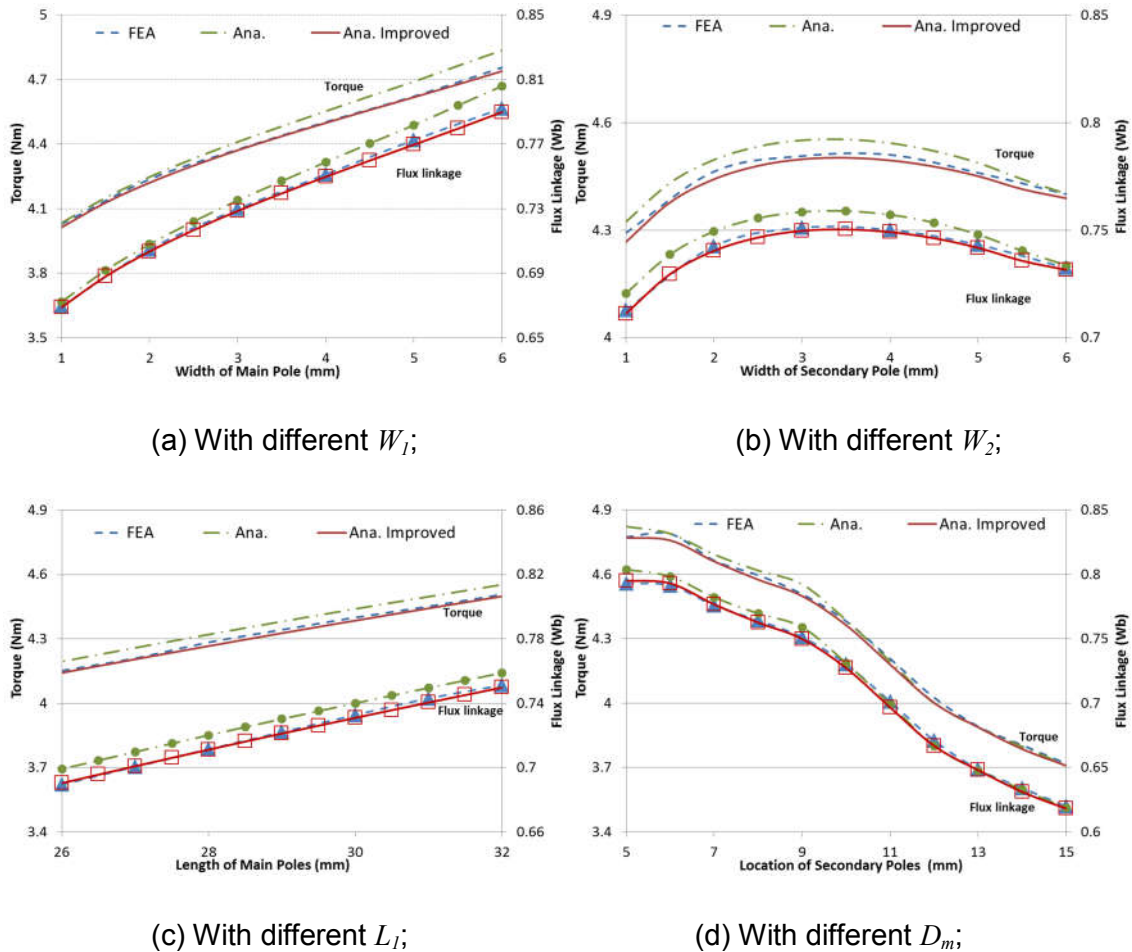 5
4.7
4.4
4.1
3.8
3.5
Torque (Nm)
FEA
Ana.
Ana. Improved
Torque
Flux linkage
0.85
0.81
0.77
0.73
0.69
0.65
Flux Linkage (Wb)
1
2
3
4
5
6
Width of Main Pole (mm)
(a) With different W1;
4.9
4.6
4.3
4
Torque (Nm)
FEA
Ana.
Ana. Improved
Torque
Flux linkage
0.85
0.8
0.75
0.7
Flux Linkage (Wb)
1
2
3
4
5
6
Width of Secondary Pole (mm)
(b) With different W2;
4.9
4.6
4.3
4
3.7
3.4
Torque (Nm)
FEA
Ana.
Ana. Improved
Torque
Flux linkage
0.86
0.82
0.78
0.74
0.7
0.66
Flux Linkage (Wb)
26
28
30
32
Length of Main Poles (mm)
(c) With different L1;
4.9
4.6
4.3
4
3.7
3.4
Torque (Nm)
FEA
Ana.
Ana. Improved
Torque
Flux linkage
0.85
0.8
0.75
0.7
0.65
0.6
Flux Linkage (Wb)
5
7
9
11
13
15
Location of Secondary Poles (mm)
(d) With different Dm;